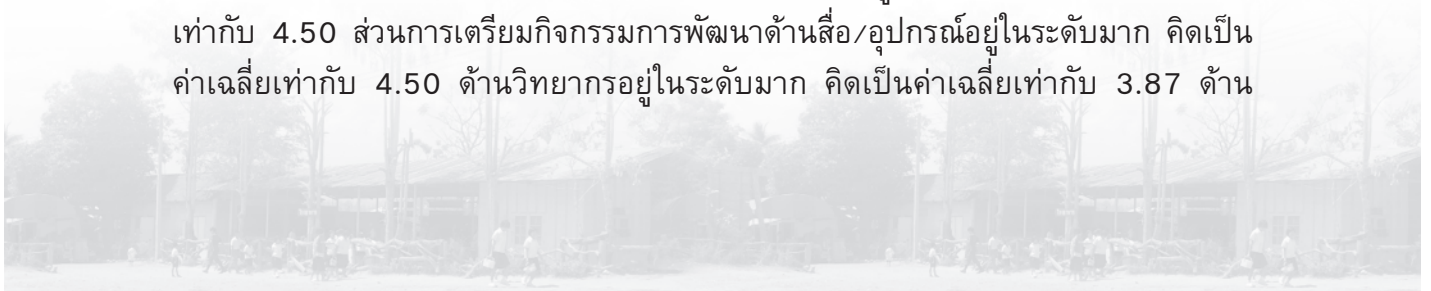 เท่ากับ 4.50 ส่วนการเตรียมกิจกรรมการพัฒนาด้านสื่อ/อุปกรณ์อยู่ในระดับมาก คิดเป็น
ค่าเฉลี่ยเท่ากับ 4.50 ด้านวิทยากรอยู่ในระดับมาก คิดเป็นค่าเฉลี่ยเท่ากับ 3.87 ด้าน